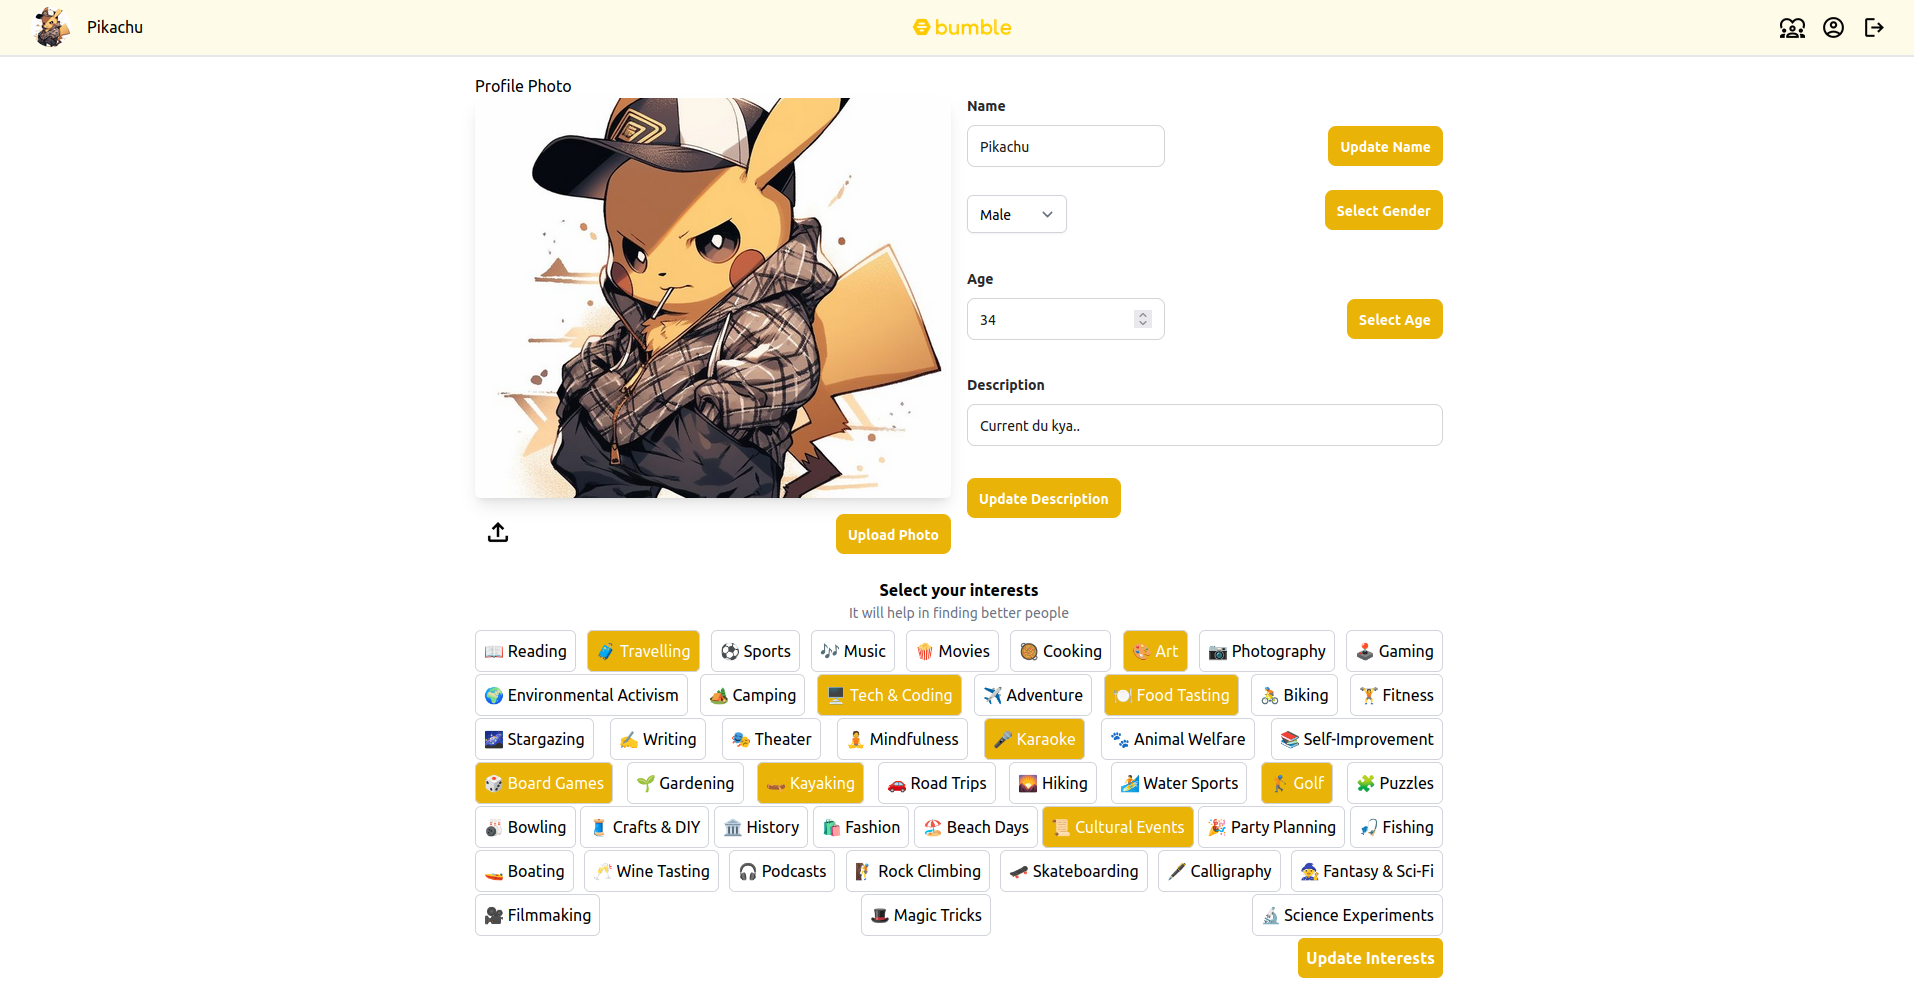 Pikachu
bumble
Profile Photo
Name
Pikachu
Update Name
Male
Select Gender
Age
34
Select Age
Description
Current du kya..
Update Description
Upload Photo
Select your interests
It will help in finding better people
📖 Reading 🧳 Travelling ⚽ Sports 🎶 Music 🍿 Movies 🥘 Cooking 🎨 Art 📷 Photography 🕹️ Gaming
🌍 Environmental Activism 🏕️ Camping 🖥️ Tech & Coding ✈️ Adventure 🍽️ Food Tasting 🚴 Biking 🏋️ Fitness
🌌 Stargazing ✍️ Writing 🎭 Theater 🧘 Mindfulness 🎤 Karaoke 🐾 Animal Welfare 📚 Self-Improvement
🎲 Board Games 🌱 Gardening 🛶 Kayaking 🚗 Road Trips 🌄 Hiking 🏄 Water Sports 🏌️ Golf 🧩 Puzzles
🎳 Bowling 🧵 Crafts & DIY 🏛️ History 🛍️ Fashion 🏖️ Beach Days 📜 Cultural Events 🎉 Party Planning 🎣 Fishing
🚤 Boating 🥂 Wine Tasting 🎧 Podcasts 🧗 Rock Climbing 🛹 Skateboarding 🖋️ Calligraphy 🧙 Fantasy & Sci-Fi
🎥 Filmmaking 🎩 Magic Tricks 🔬 Science Experiments
Update Interests